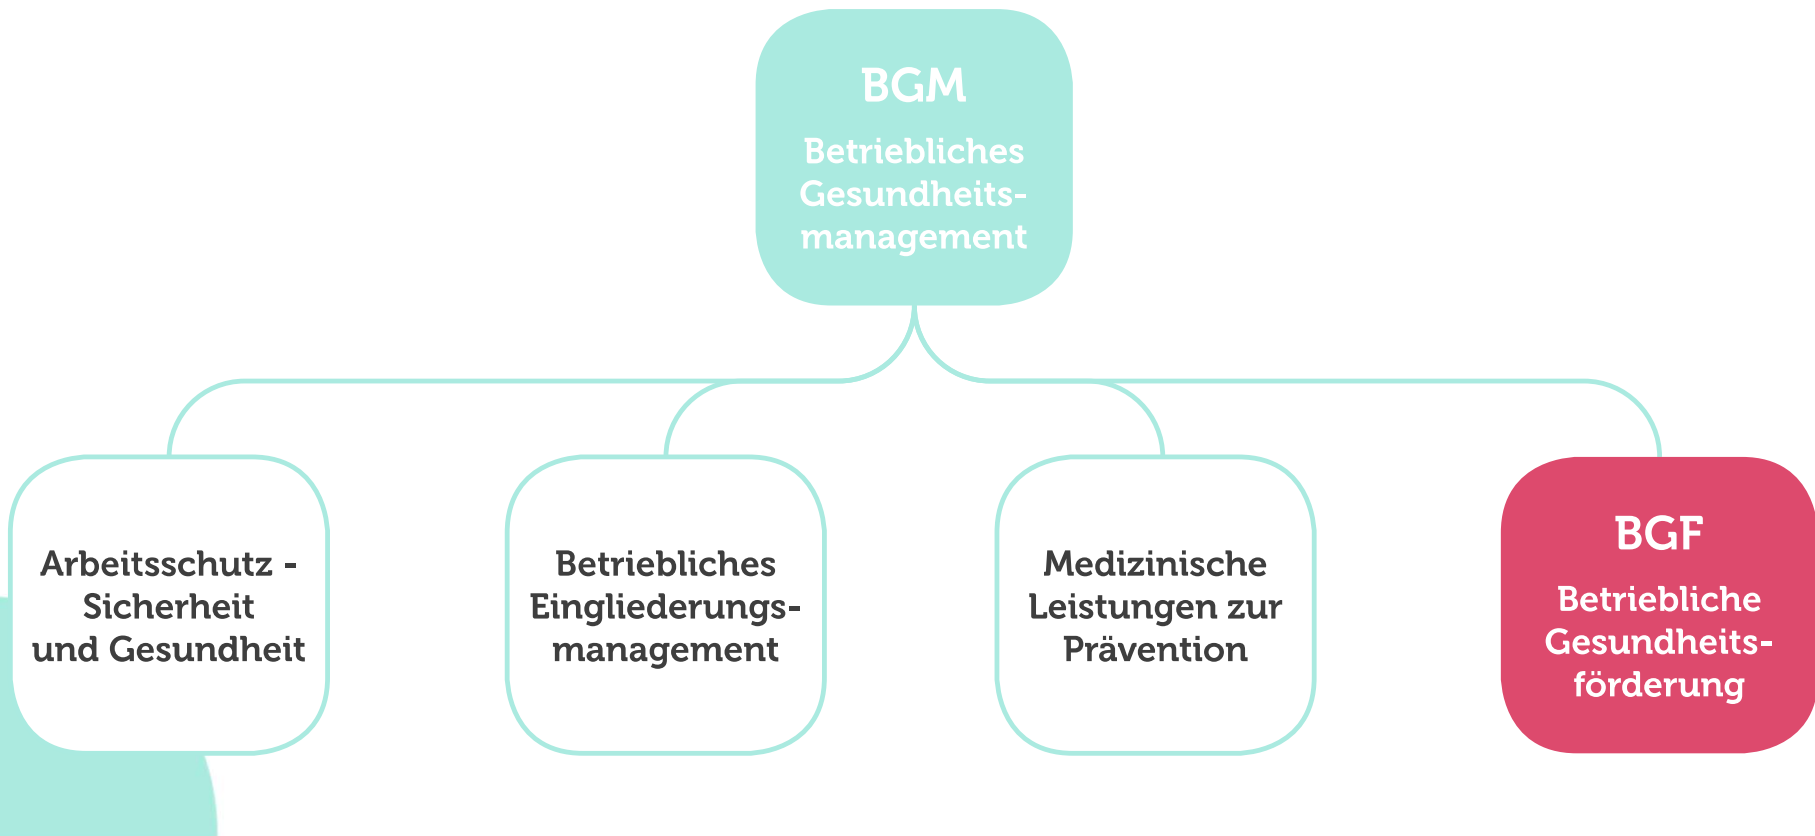 BGM
Betriebliches
Gesundheits-
management
Arbeitsschutz -
Sicherheit
und Gesundheit
Betriebliches
Eingliederungs-
management
Medizinische
Leistungen zur
Prävention
BGF
Betriebliche
Gesundheits-
förderung